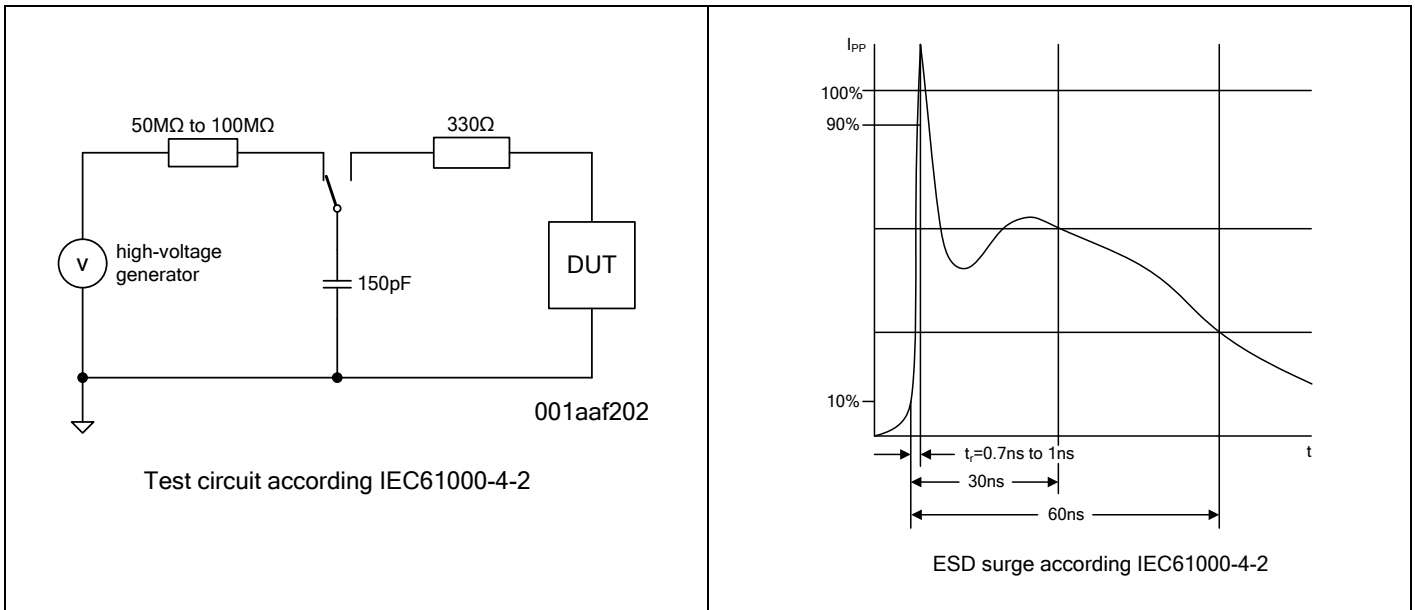 50MΩ to 100MΩ
330Ω
V
high-voltage
generator
150pF
DUT
001aaf202
Test circuit according IEC61000-4-2
IPP
100%
90%
10%
t
tr=0.7ns to 1ns
30ns
60ns
ESD surge according IEC61000-4-2